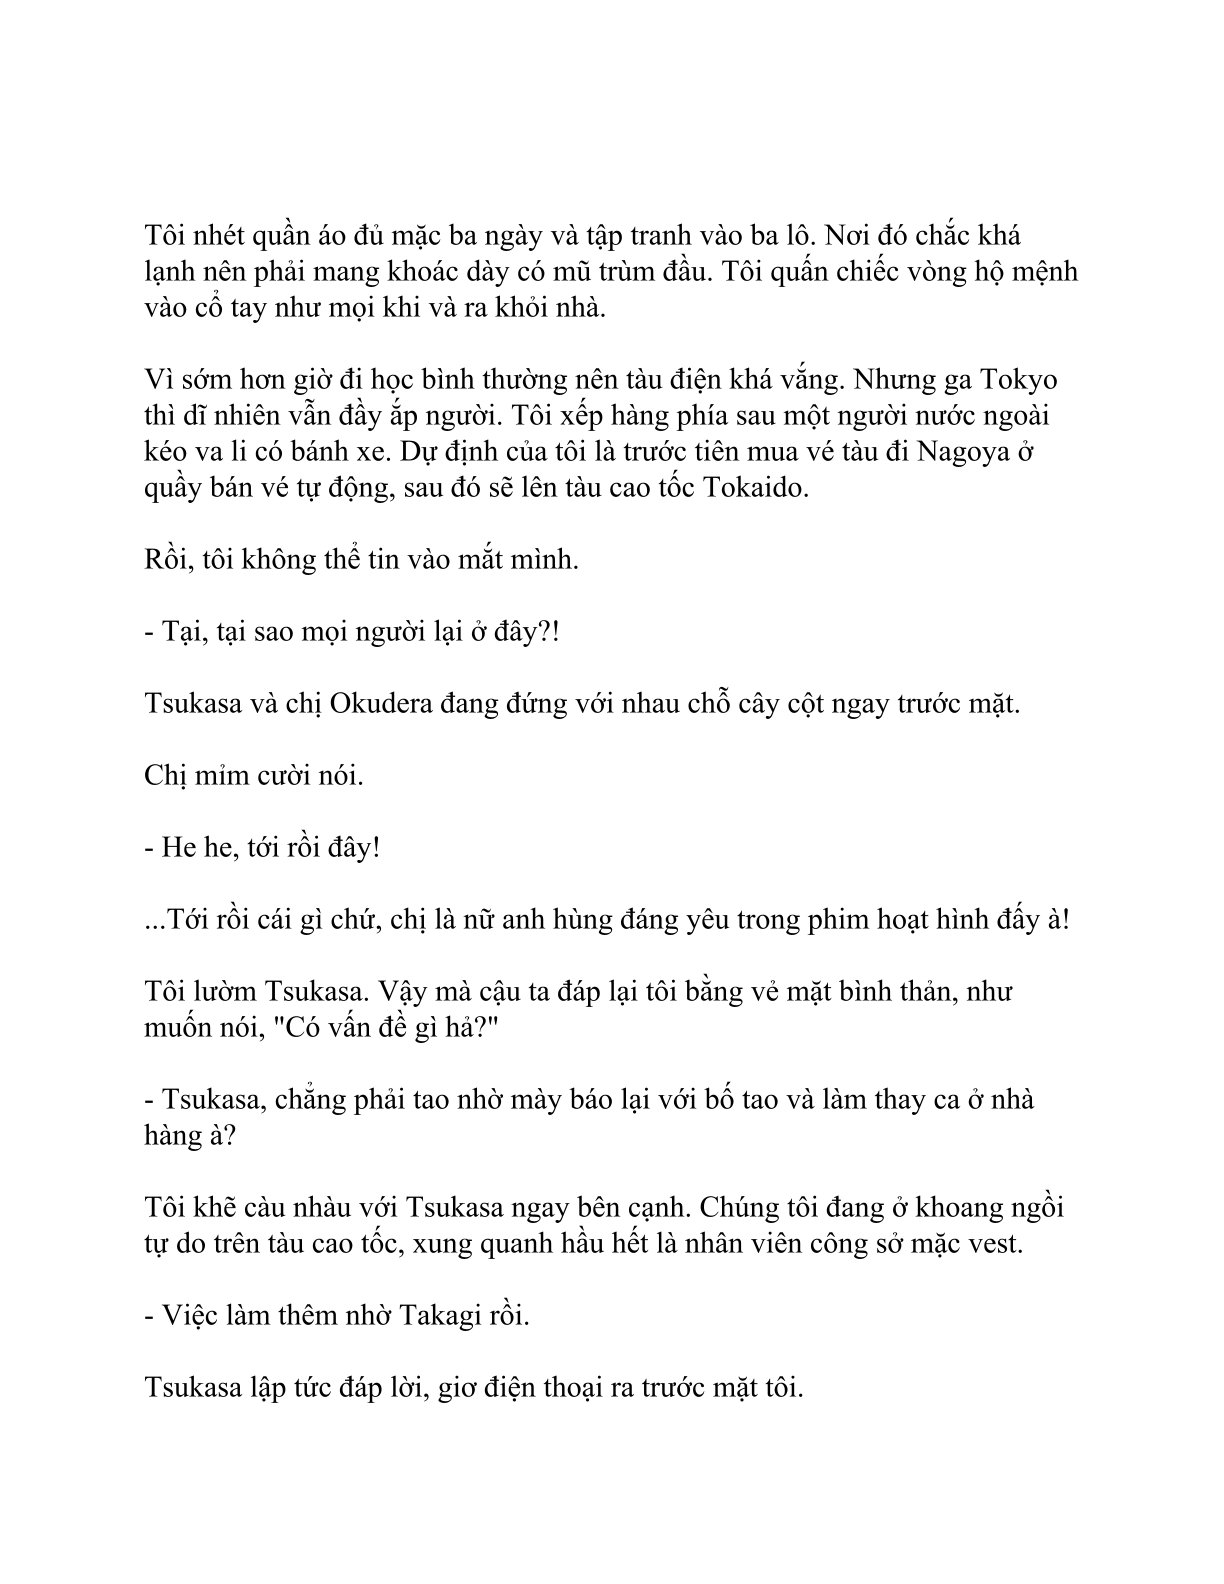 Tôi nhét quần áo đủ mặc ba ngày và tập tranh vào ba lô. Nơi đó chắc khá
lạnh nên phải mang khoác dày có mũ trùm đầu. Tôi quấn chiếc vòng hộ mệnh
vào cổ tay như mọi khi và ra khỏi nhà.
Vì sớm hơn giờ đi học bình thường nên tàu điện khá vắng. Nhưng ga Tokyo
thì dĩ nhiên vẫn đầy ắp người. Tôi xếp hàng phía sau một người nước ngoài
kéo va li có bánh xe. Dự định của tôi là trước tiên mua vé tàu đi Nagoya ở
quầy bán vé tự động, sau đó sẽ lên tàu cao tốc Tokaido.
Rồi, tôi không thể tin vào mắt mình.
- Tại, tại sao mọi người lại ở đây?!
Tsukasa và chị Okudera đang đứng với nhau chỗ cây cột ngay trước mặt.
Chị mỉm cười nói.
- He he, tới rồi đây!
...Tới rồi cái gì chứ, chị là nữ anh hùng đáng yêu trong phim hoạt hình đấy à!
Tôi lườm Tsukasa. Vậy mà cậu ta đáp lại tôi bằng vẻ mặt bình thản, như
muốn nói, "Có vấn đề gì hả?"
- Tsukasa, chẳng phải tao nhờ mày báo lại với bố tao và làm thay ca ở nhà
hàng à?
Tôi khẽ càu nhàu với Tsukasa ngay bên cạnh. Chúng tôi đang ở khoang ngồi
tự do trên tàu cao tốc, xung quanh hầu hết là nhân viên công sở mặc vest.
- Việc làm thêm nhờ Takagi rồi.
Tsukasa lập tức đáp lời, giơ điện thoại ra trước mặt tôi.